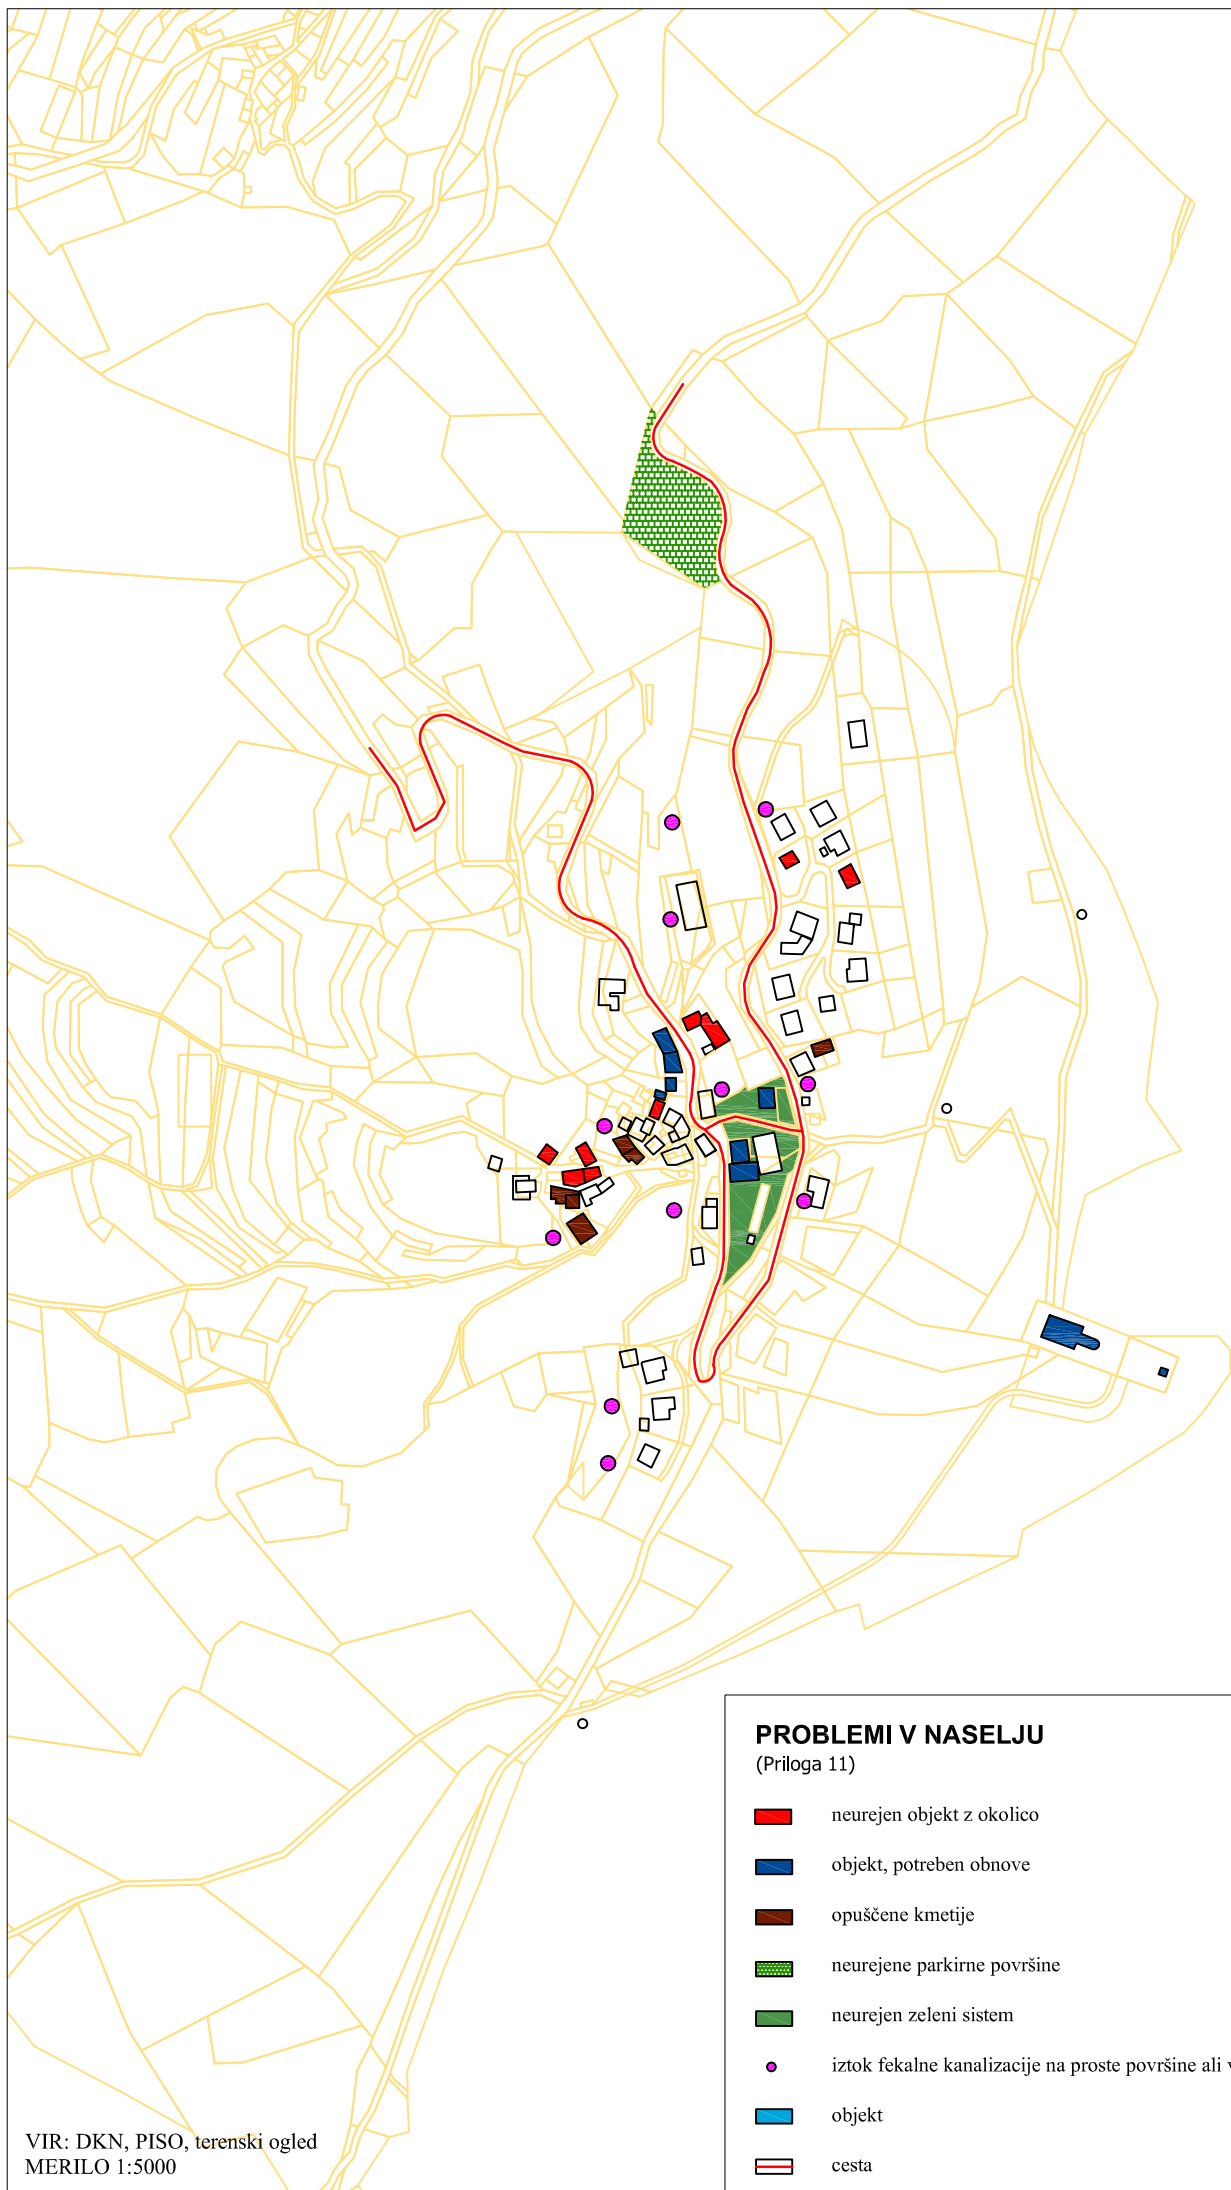 PROBLEMI V NASELJU
(Priloga 11)
neurejen objekt z okolico
objekt, potreben obnove
opuščene kmetije
neurejene parkirne površine
neurejen zeleni sistem
iztok fekalne kanalizacije na proste površine ali
objekt
cesta
VIR: DKN, PISO, terenski ogled
MERILO 1:5000